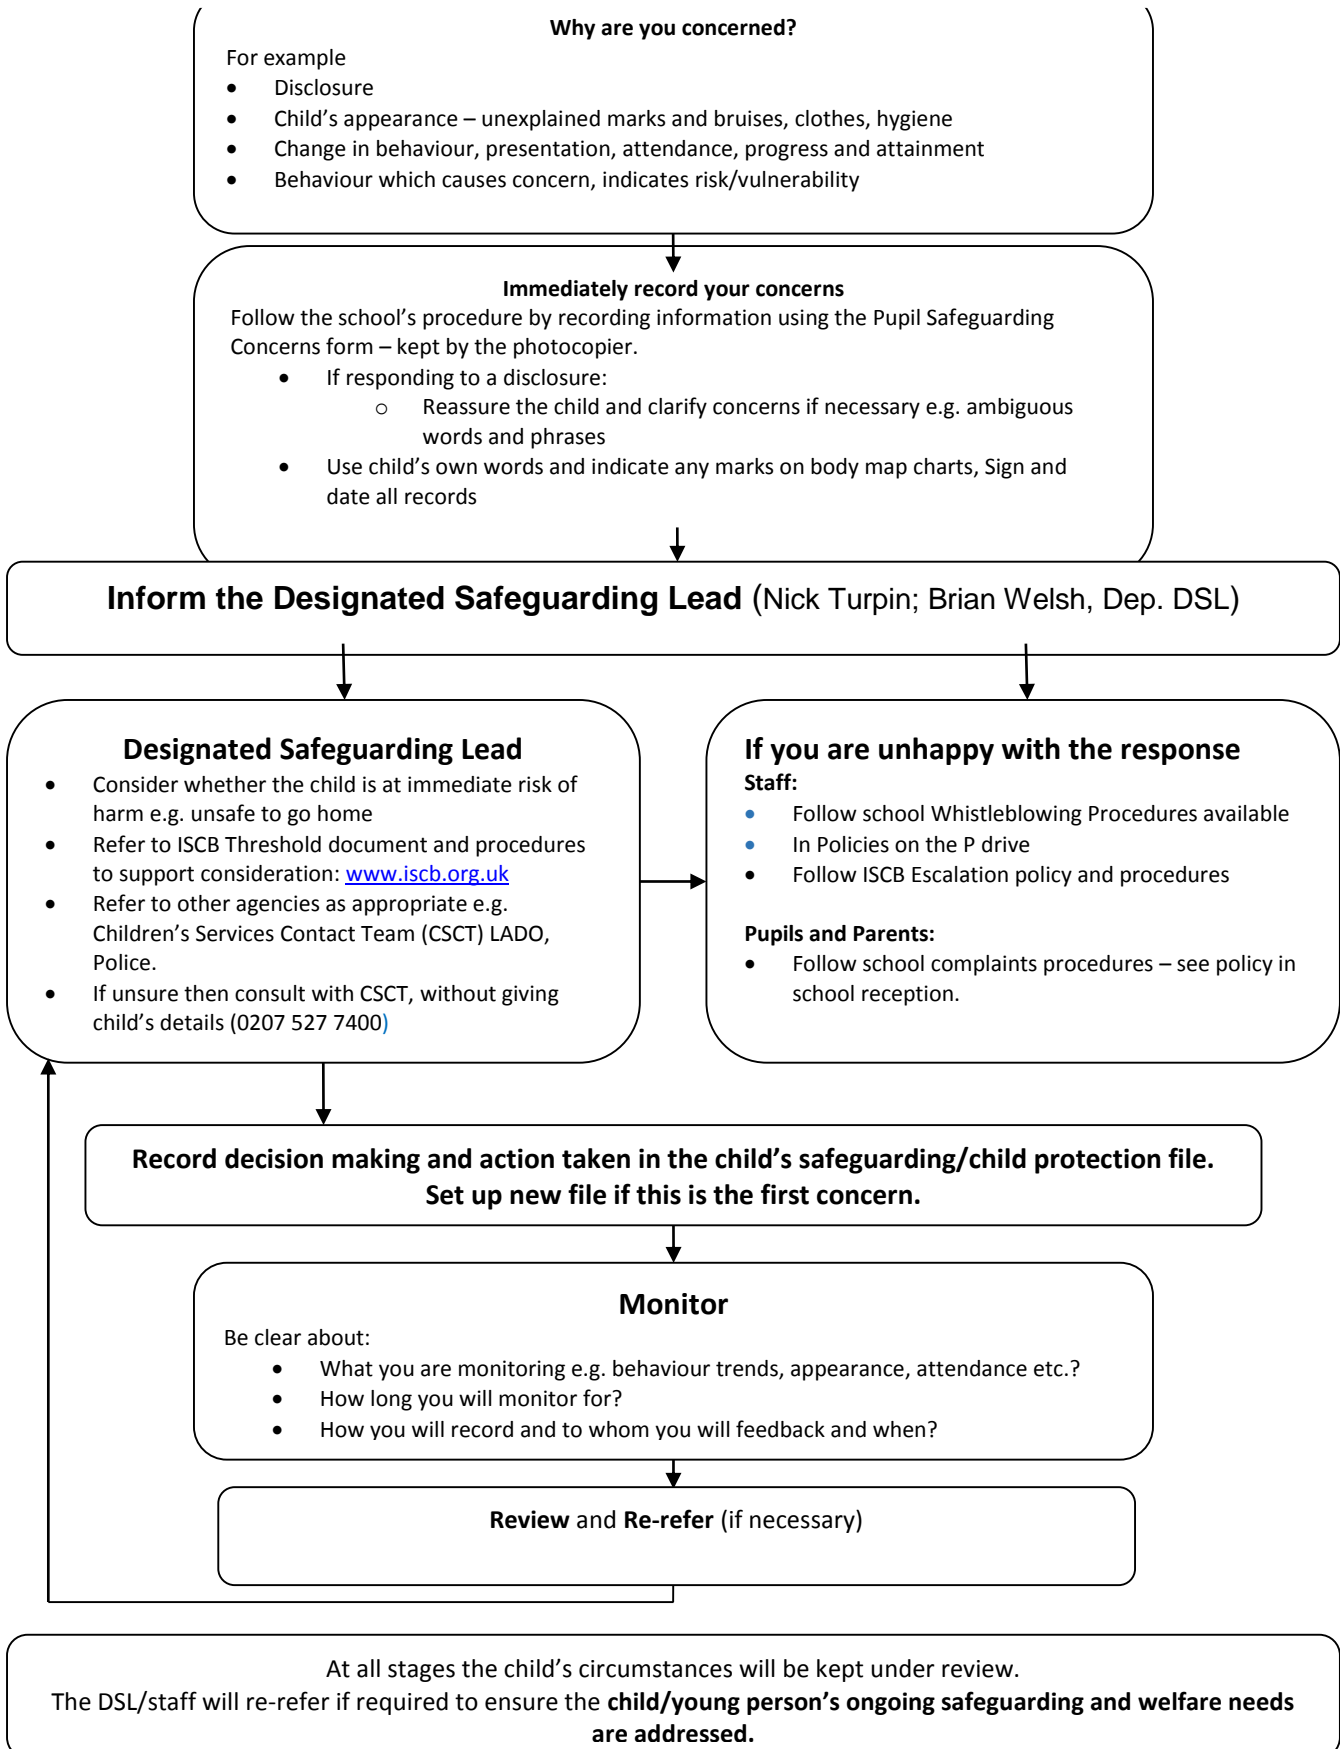 Why are you concerned?
For example
• Disclosure
• Child's appearance – unexplained marks and bruises, clothes, hygiene
• Change in behaviour, presentation, attendance, progress and attainment
• Behaviour which causes concern, indicates risk/vulnerability
Immediately record your concerns
Follow the school's procedure by recording information using the Pupil Safeguarding
Concerns form – kept by the photocopier.
• If responding to a disclosure:
o Reassure the child and clarify concerns if necessary e.g. ambiguous
words and phrases
• Use child's own words and indicate any marks on body map charts, Sign and
date all records
Inform the Designated Safeguarding Lead (Nick Turpin; Brian Welsh, Dep. DSL)
Designated Safeguarding Lead
• Consider whether the child is at immediate risk of
harm e.g. unsafe to go home
• Refer to ISCB Threshold document and procedures
to support consideration: www.iscb.org.uk
• Refer to other agencies as appropriate e.g.
Children's Services Contact Team (CSCT) LADO,
Police.
• If unsure then consult with CSCT, without giving
child's details (0207 527 7400)
If you are unhappy with the response
Staff:
• Follow school Whistleblowing Procedures available
• In Policies on the P drive
• Follow ISCB Escalation policy and procedures
Pupils and Parents:
• Follow school complaints procedures – see policy in
school reception.
Record decision making and action taken in the child's safeguarding/child protection file.
Set up new file if this is the first concern.
Monitor
Be clear about:
• What you are monitoring e.g. behaviour trends, appearance, attendance etc.?
• How long you will monitor for?
• How you will record and to whom you will feedback and when?
Review and Re-refer (if necessary)
At all stages the child's circumstances will be kept under review.
The DSL/staff will re-refer if required to ensure the child/young person's ongoing safeguarding and welfare needs
are addressed.